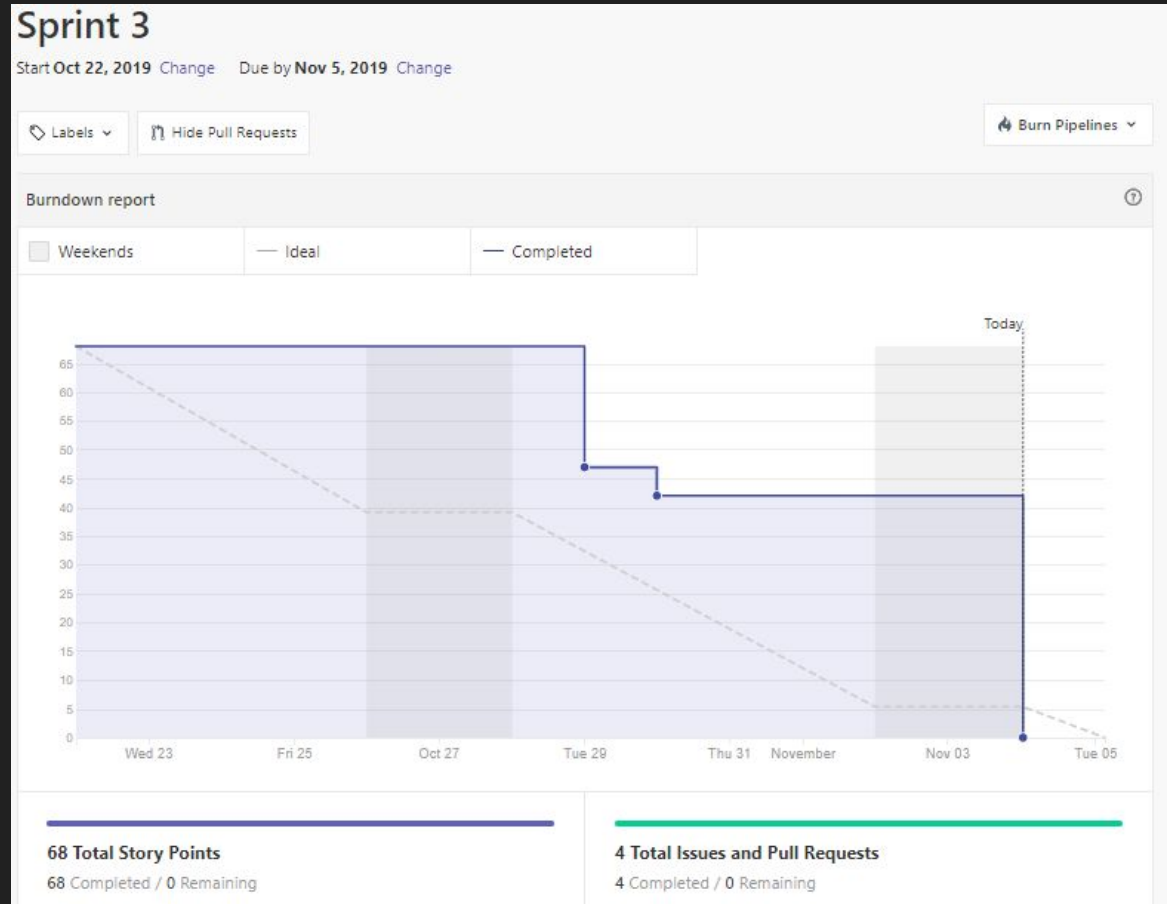 Sprint 3
Start Oct 22, 2019 Change Due by Nov 5, 2019 Change
Labels Hide Pull Requests Burn Pipelines
Burndown report
Weekends Ideal Completed
Today
65
60
55
50
45
40
35
30
25
20
15
10
5
0
Wed 23 Fri 25 Oct 27 Tue 29 Thu 31 November Nov 03 Tue 05
68 Total Story Points 4 Total Issues and Pull Requests
68 Completed / 0 Remaining 4 Completed / 0 Remaining